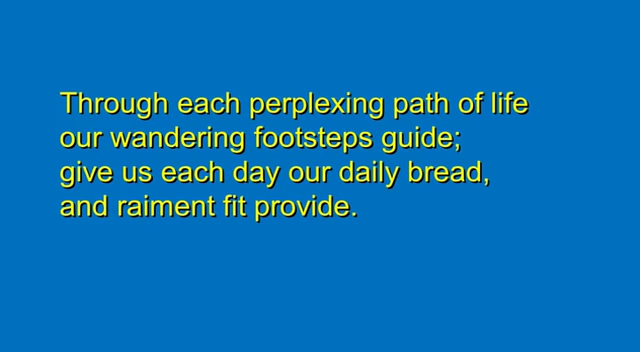 Through each perplexing path of life
our wandering footsteps guide;
give us each day our daily bread,
and raiment fit provide.